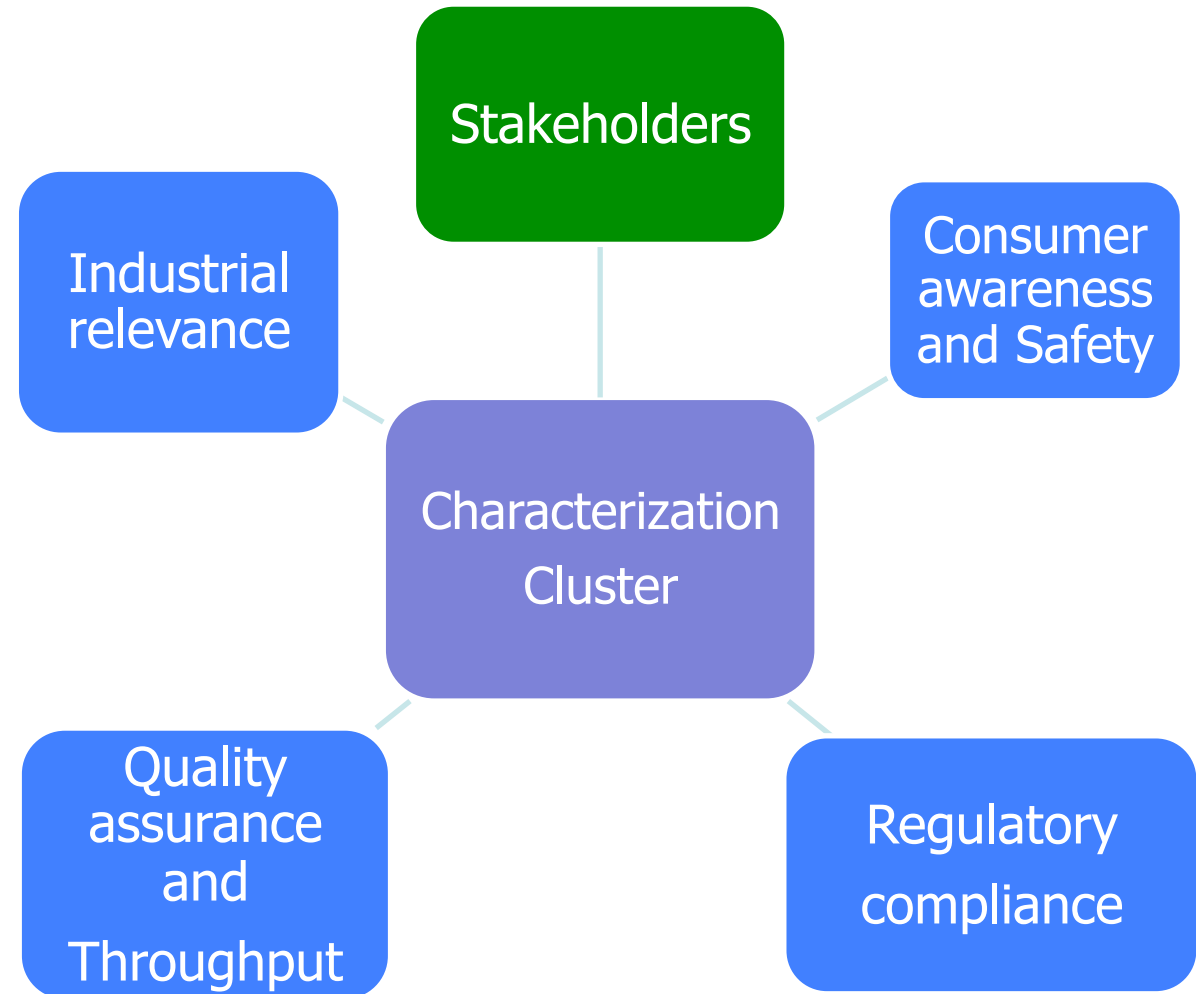 Stakeholders
Industrial
relevance
Consumer
awareness
and Safety
Characterization
Cluster
Quality
assurance
and
Throughput
Regulatory
compliance